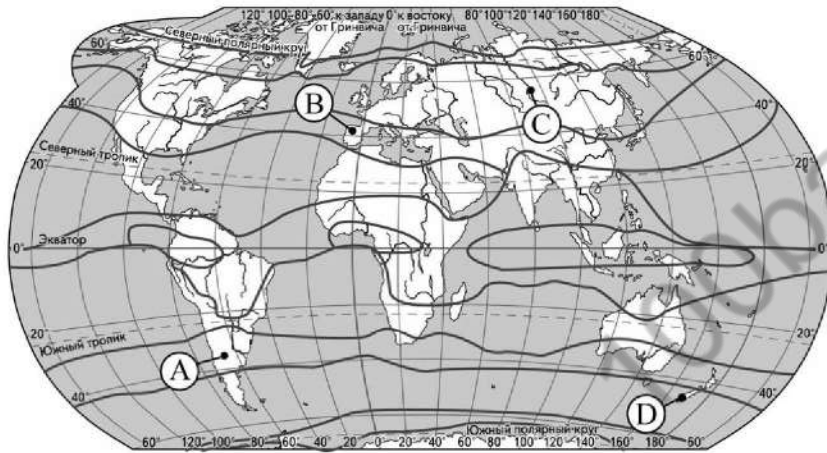 120° 100° 80° 60° к западу 0° к востоку 80° 100° 120° 140° 160° 180°
от Гринвича от Гринвича
Северный полярный круг
60° 60°
40° 40°
B
C
Северный тропик
20° 20°
Экватор
0° 0°
20° 20°
Южный тропик
A
40° 40°
D
Южный полярный круг
60° 120° 100° 80° 60° 40° 20° 0° 20° 40° 60° 80° 100° 120° 140° 160° 180° 60°